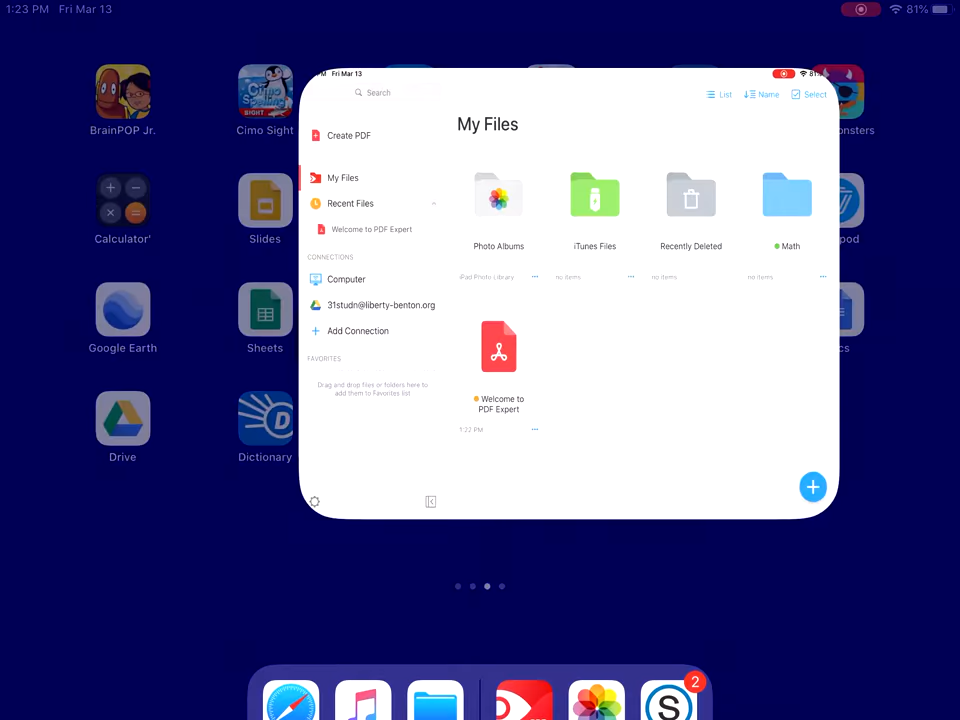 1:23 PM Fri Mar 13 81%
BrainPOP Jr.
Cimo Sight
Calculator'
Slides
Google Earth
Sheets
Drive
Dictionary
M Fri Mar 13
Search
List Name Select
My Files
Create PDF
My Files
Recent Files
Welcome to PDF Expert
CONNECTIONS
Computer
31studn@liberty-benton.org
Add Connection
FAVORITES
Drag and drop files or folders here to
add them to Favorites list
Photo Albums iTunes Files Recently Deleted Math
iPad Photo Library no items no items no items
Welcome to
PDF Expert
1:22 PM
onsters
pod
cs
2
S